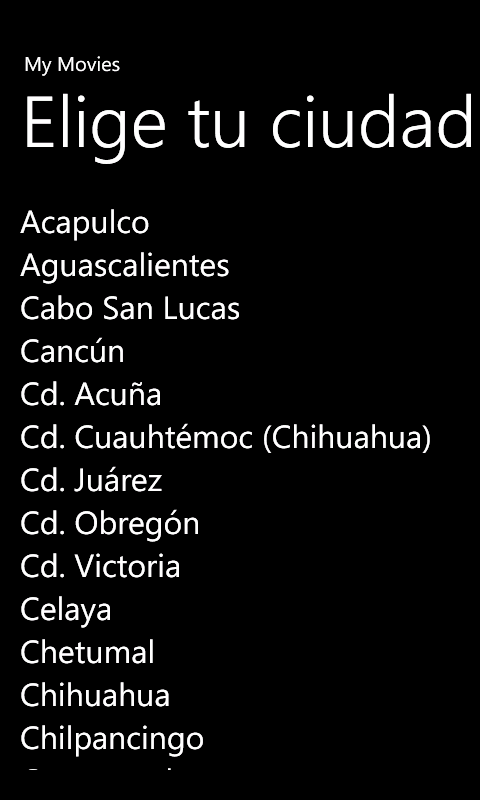 My Movies
Elige tu ciudad
Acapulco
Aguascalientes
Cabo San Lucas
Cancún
Cd. Acuña
Cd. Cuauhtémoc (Chihuahua)
Cd. Juárez
Cd. Obregón
Cd. Victoria
Celaya
Chetumal
Chihuahua
Chilpancingo